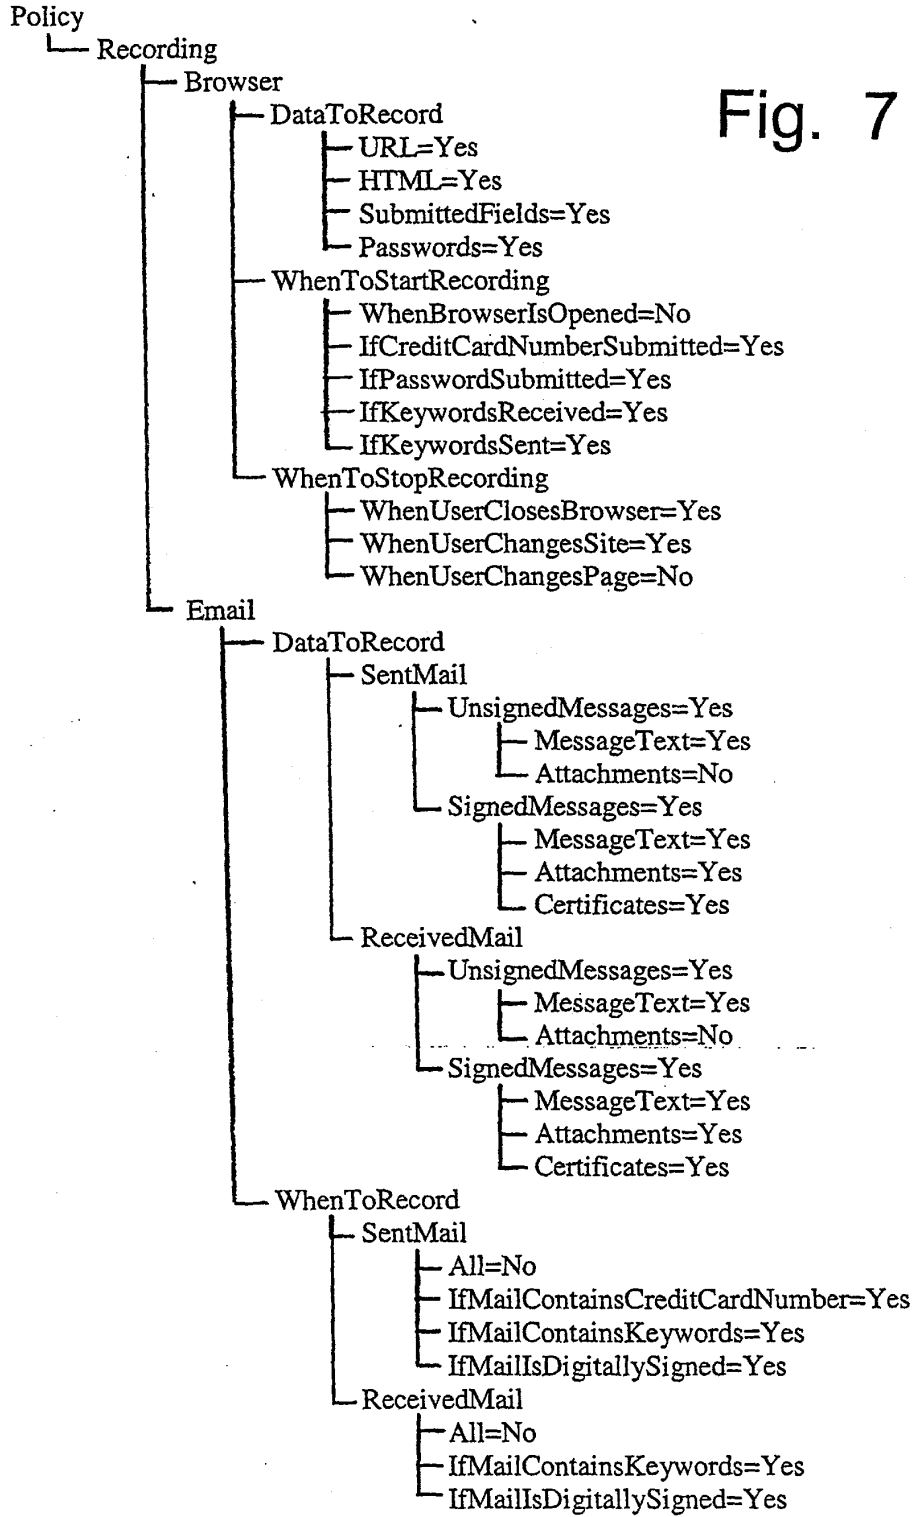 Policy
Recording
Browser
Fig. 7
DataToRecord
URL=Yes
HTML=Yes
SubmittedFields=Yes
Passwords=Yes
WhenToStartRecording
WhenBrowserIsOpened=No
IfCreditCardNumberSubmitted=Yes
IfPasswordSubmitted=Yes
IfKeywordsReceived=Yes
IfKeywordsSent=Yes
WhenToStopRecording
WhenUserClosesBrowser=Yes
WhenUserChangesSite=Yes
WhenUserChangesPage=No
Email
DataToRecord
SentMail
UnsignedMessages=Yes
MessageText=Yes
Attachments=No
SignedMessages=Yes
MessageText=Yes
Attachments=Yes
Certificates=Yes
ReceivedMail
UnsignedMessages=Yes
MessageText=Yes
Attachments=No
SignedMessages=Yes
MessageText=Yes
Attachments=Yes
Certificates=Yes
WhenToRecord
SentMail
All=No
IfMailContainsCreditCardNumber=Yes
IfMailContainsKeywords=Yes
IfMailIsDigitallySigned=Yes
ReceivedMail
All=No
IfMailContainsKeywords=Yes
IfMailIsDigitallySigned=Yes